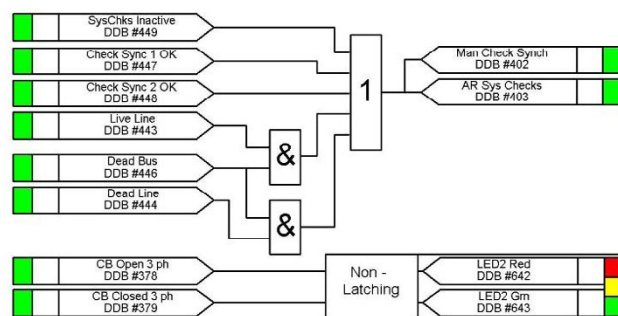 SysChks Inactive
DDB #449
Check Sync 1 OK
DDB #447
Check Sync 2 OK
DDB #448
Live Line
DDB #443
Dead Bus
DDB #446
Dead Line
DDB #444
&
&
1
Man Check Synch
DDB #402
AR Sys Checks
DDB #403
CB Open 3 ph
DDB #378
CB Closed 3 ph
DDB #379
Non -
Latching
LED2 Red
DDB #642
LED2 Grn
DDB #643